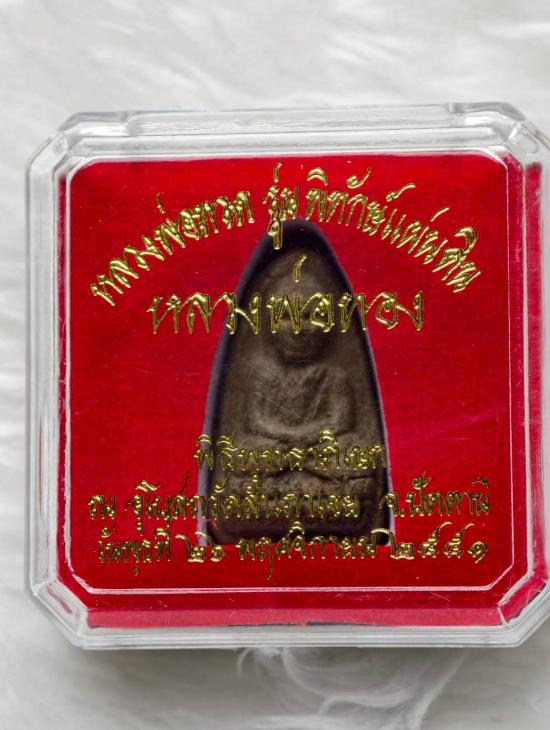 หลวงพ่อทวด รุ่น พิทักษ์แผ่นดิน
หลวงพ่อทอง
พิธีพุทธาภิเษก
ณ อุโบสถวัดสำเภาเชย จ.ปัตตานี
วันพุธที่ ๒๖ พฤศจิกายน ๒๕๕๑